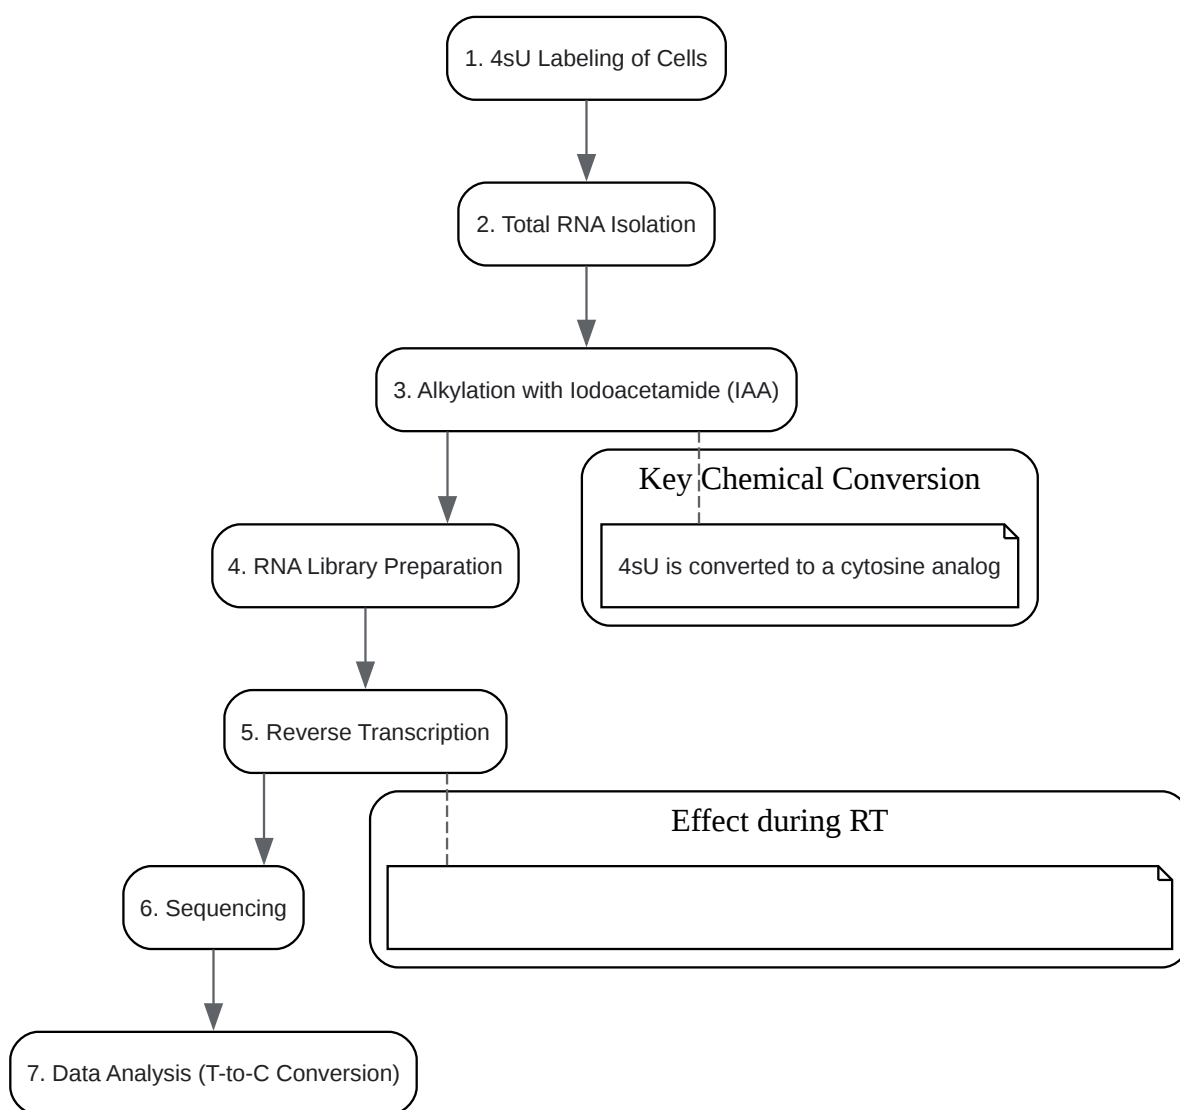 1. 4sU Labeling of Cells
2. Total RNA Isolation
3. Alkylation with Iodoacetamide (IAA)
Key Chemical Conversion
4. RNA Library Preparation
4sU is converted to a cytosine analog
5. Reverse Transcription
Effect during RT
6. Sequencing
7. Data Analysis (T-to-C Conversion)